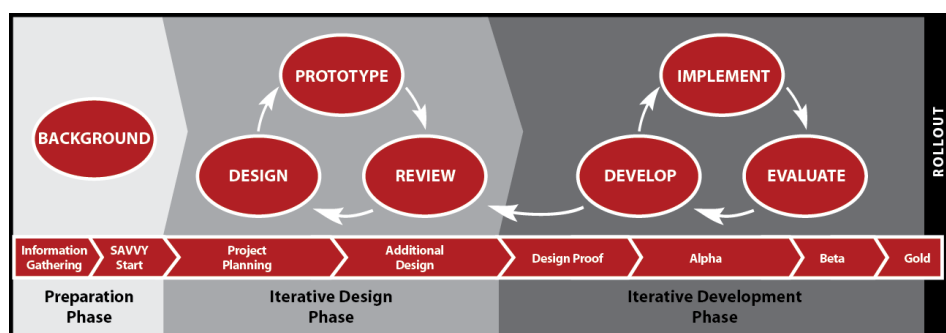 PROTOTYPE
IMPLEMENT
BACKGROUND
DESIGN
REVIEW
DEVELOP
EVALUATE
ROLLOUT
Information
Gathering
SAVVY
Start
Project
Planning
Additional
Design
Design Proof
Alpha
Beta
Gold
Preparation
Phase
Iterative Design
Phase
Iterative Development
Phase